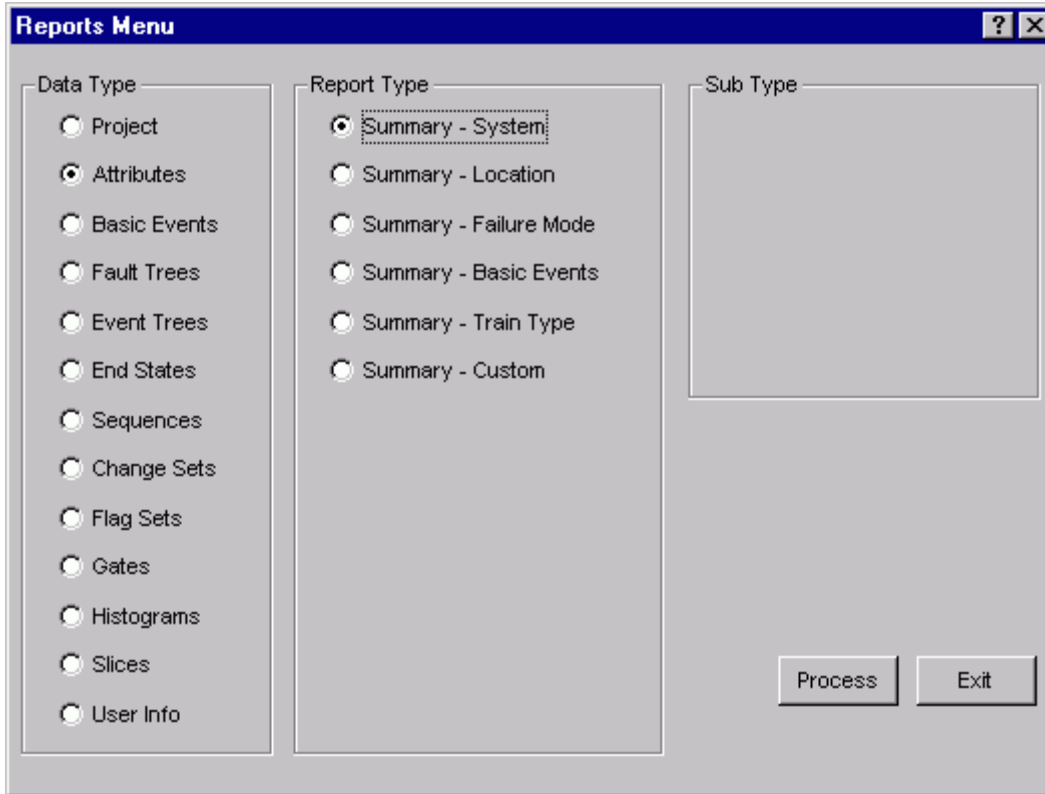 Reports Menu
Data Type
Project
Attributes
Basic Events
Fault Trees
Event Trees
End States
Sequences
Change Sets
Flag Sets
Gates
Histograms
Slices
User Info
Report Type
Summary - System
Summary - Location
Summary - Failure Mode
Summary - Basic Events
Summary - Train Type
Summary - Custom
Sub Type
Process
Exit